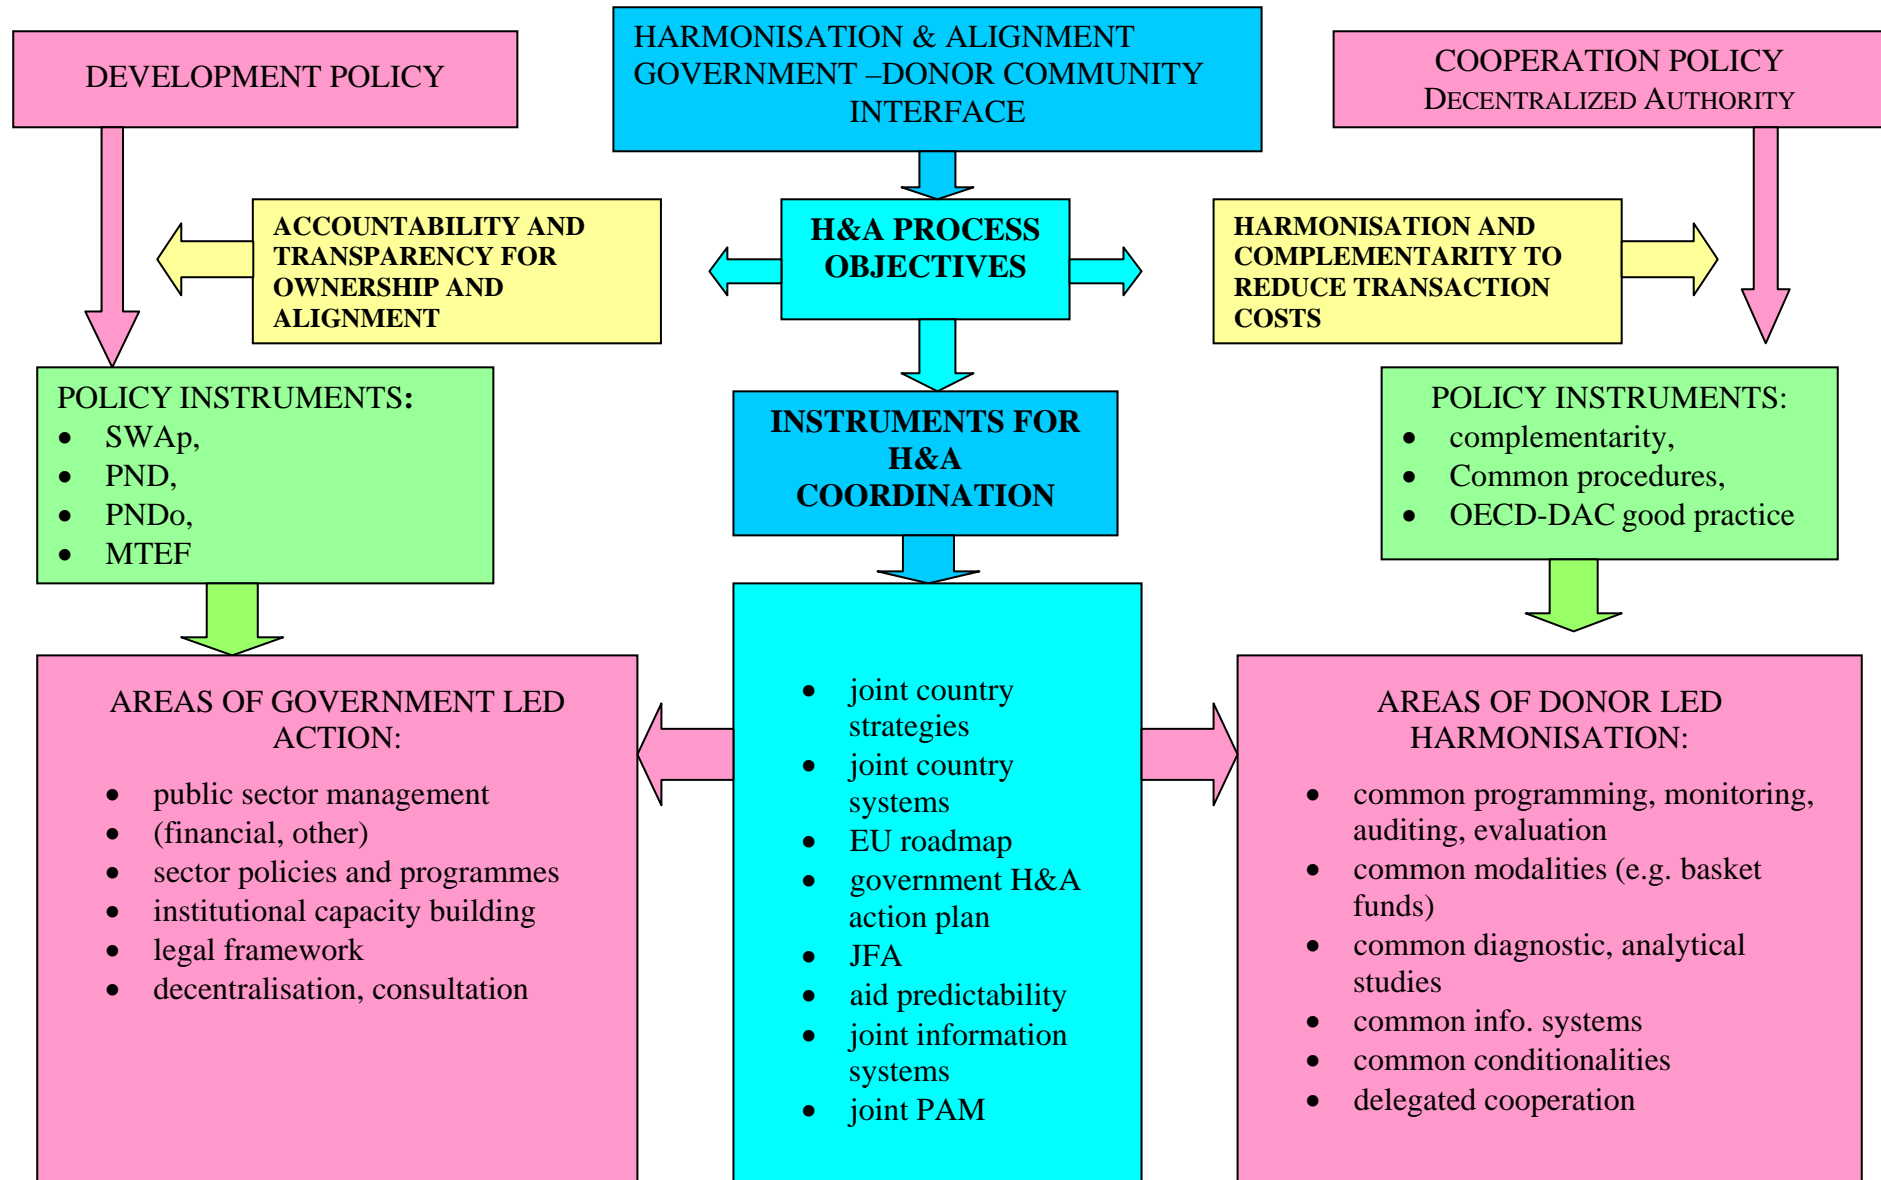 DEVELOPMENT POLICY
HARMONISATION & ALIGNMENT
GOVERNMENT –DONOR COMMUNITY
INTERFACE
COOPERATION POLICY
DECENTRALIZED AUTHORITY
ACCOUNTABILITY AND
TRANSPARENCY FOR
OWNERSHIP AND
ALIGNMENT
H&A PROCESS
OBJECTIVES
HARMONISATION AND
COMPLEMENTARITY TO
REDUCE TRANSACTION
COSTS
POLICY INSTRUMENTS:
• SWAp,
• PND,
• PNDo,
• MTEF
INSTRUMENTS FOR
H&A
COORDINATION
POLICY INSTRUMENTS:
• complementarity,
• Common procedures,
• OECD-DAC good practice
AREAS OF GOVERNMENT LED
ACTION:
• public sector management
• (financial, other)
• sector policies and programmes
• institutional capacity building
• legal framework
• decentralisation, consultation
• joint country
strategies
• joint country
systems
• EU roadmap
• government H&A
action plan
• JFA
• aid predictability
• joint information
systems
• joint PAM
AREAS OF DONOR LED
HARMONISATION:
• common programming, monitoring,
auditing, evaluation
• common modalities (e.g. basket
funds)
• common diagnostic, analytical
studies
• common info. systems
• common conditionalities
• delegated cooperation